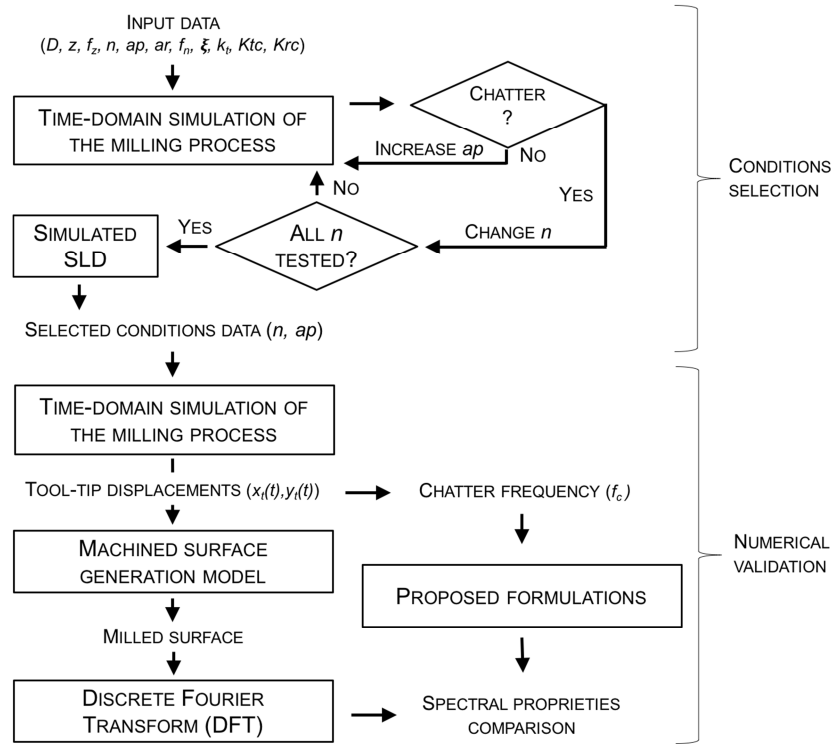 INPUT DATA
(D, z, fz, n, ap, ar, fn, ξ, kt, Ktc, Krc)
TIME-DOMAIN SIMULATION OF
THE MILLING PROCESS
CHATTER
?
INCREASE ap
NO
YES
CHANGE n
NO
ALL n
TESTED?
YES
SIMULATED
SLD
SELECTED CONDITIONS DATA (n, ap)
CONDITIONS
SELECTION
TIME-DOMAIN SIMULATION OF
THE MILLING PROCESS
TOOL-TIP DISPLACEMENTS (xt(t),yt(t))
CHATTER FREQUENCY (fc)
MACHINED SURFACE
GENERATION MODEL
PROPOSED FORMULATIONS
MILLED SURFACE
DISCRETE FOURIER
TRANSFORM (DFT)
SPECTRAL PROPRIETIES
COMPARISON
NUMERICAL
VALIDATION